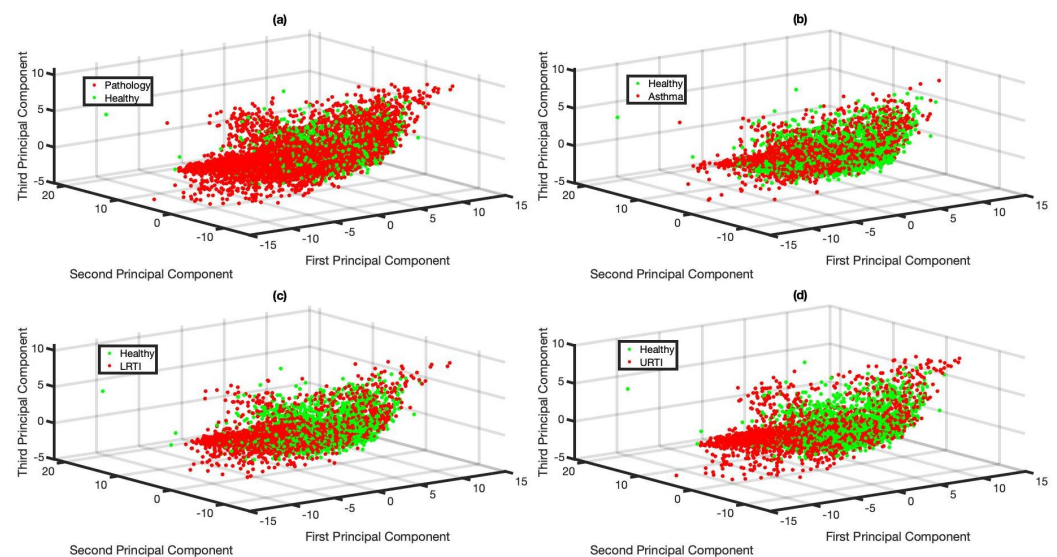 (a)
Third Principal Component
10
5
0
-5
Pathology
Healthy
20
10
0
-10
-15
-10
-5
0
5
10
15
Second Principal Component
First Principal Component
(b)
Third Principal Component
10
5
0
-5
Healthy
Asthma
20
10
0
-10
-15
-10
-5
0
5
10
15
Second Principal Component
First Principal Component
(c)
Third Principal Component
10
5
0
-5
Healthy
LRTI
20
10
0
-10
-15
-10
-5
0
5
10
15
Second Principal Component
First Principal Component
(d)
Third Principal Component
10
5
0
-5
Healthy
URTI
20
10
0
-10
-15
-10
-5
0
5
10
15
Second Principal Component
First Principal Component